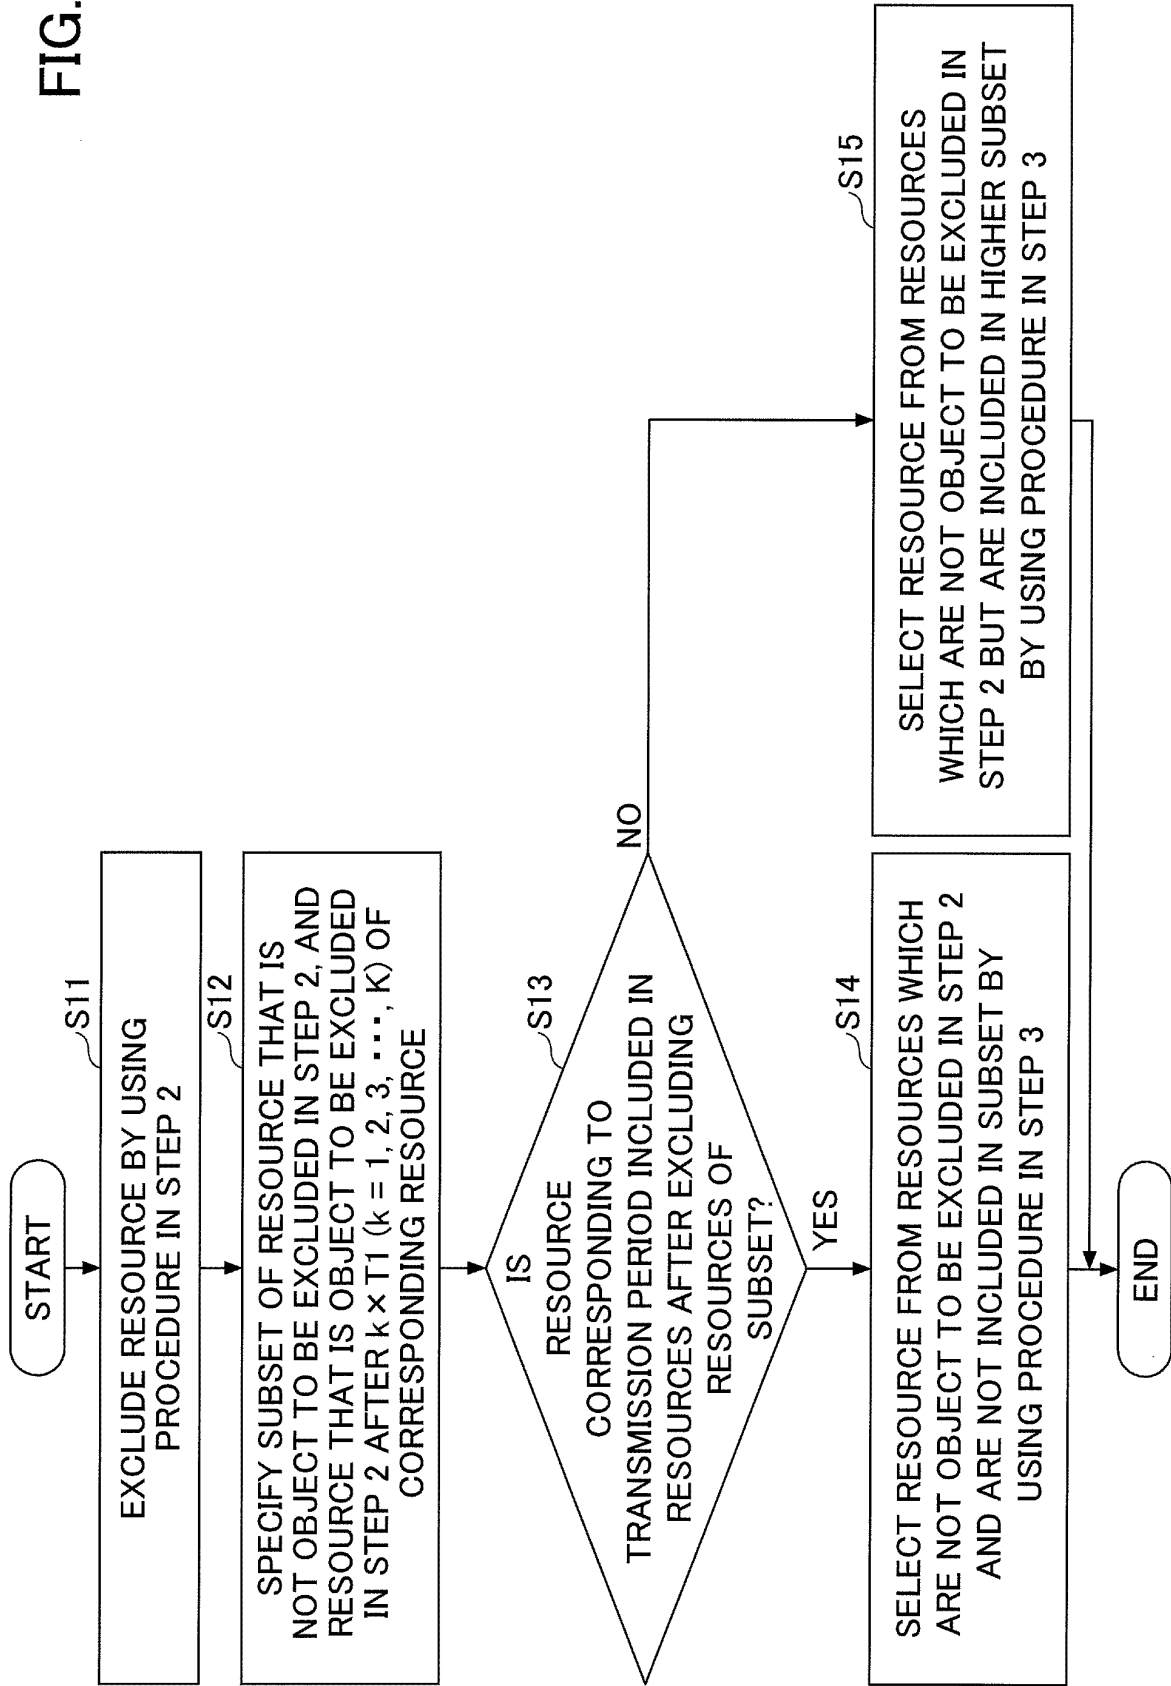 FIG.
START
S11
EXCLUDE RESOURCE BY USING
PROCEDURE IN STEP 2
S12
SPECIFY SUBSET OF RESOURCE THAT IS
NOT OBJECT TO BE EXCLUDED IN STEP 2, AND
RESOURCE THAT IS OBJECT TO BE EXCLUDED
IN STEP 2 AFTER k × T1 (k = 1, 2, 3, ･･･, K) OF
CORRESPONDING RESOURCE
S13
IS
RESOURCE
CORRESPONDING TO
TRANSMISSION PERIOD INCLUDED IN
RESOURCES AFTER EXCLUDING
RESOURCES OF
SUBSET?
NO
YES
S14
SELECT RESOURCE FROM RESOURCES WHICH
ARE NOT OBJECT TO BE EXCLUDED IN STEP 2
AND ARE NOT INCLUDED IN SUBSET BY
USING PROCEDURE IN STEP 3
S15
SELECT RESOURCE FROM RESOURCES
WHICH ARE NOT OBJECT TO BE EXCLUDED IN
STEP 2 BUT ARE INCLUDED IN HIGHER SUBSET
BY USING PROCEDURE IN STEP 3
END